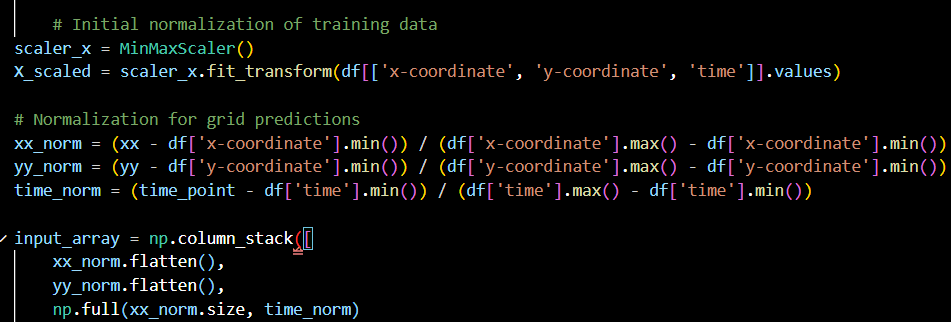 # Initial normalization of training data
scaler_x = MinMaxScaler()
X_scaled = scaler_x.fit_transform(df[['x-coordinate', 'y-coordinate', 'time']].values)
# Normalization for grid predictions
xx_norm = (xx - df['x-coordinate'].min()) / (df['x-coordinate'].max() - df['x-coordinate'].min())
yy_norm = (yy - df['y-coordinate'].min()) / (df['y-coordinate'].max() - df['y-coordinate'].min())
time_norm = (time_point - df['time'].min()) / (df['time'].max() - df['time'].min())
input_array = np.column_stack([
xx_norm.flatten(),
yy_norm.flatten(),
np.full(xx_norm.size, time_norm)